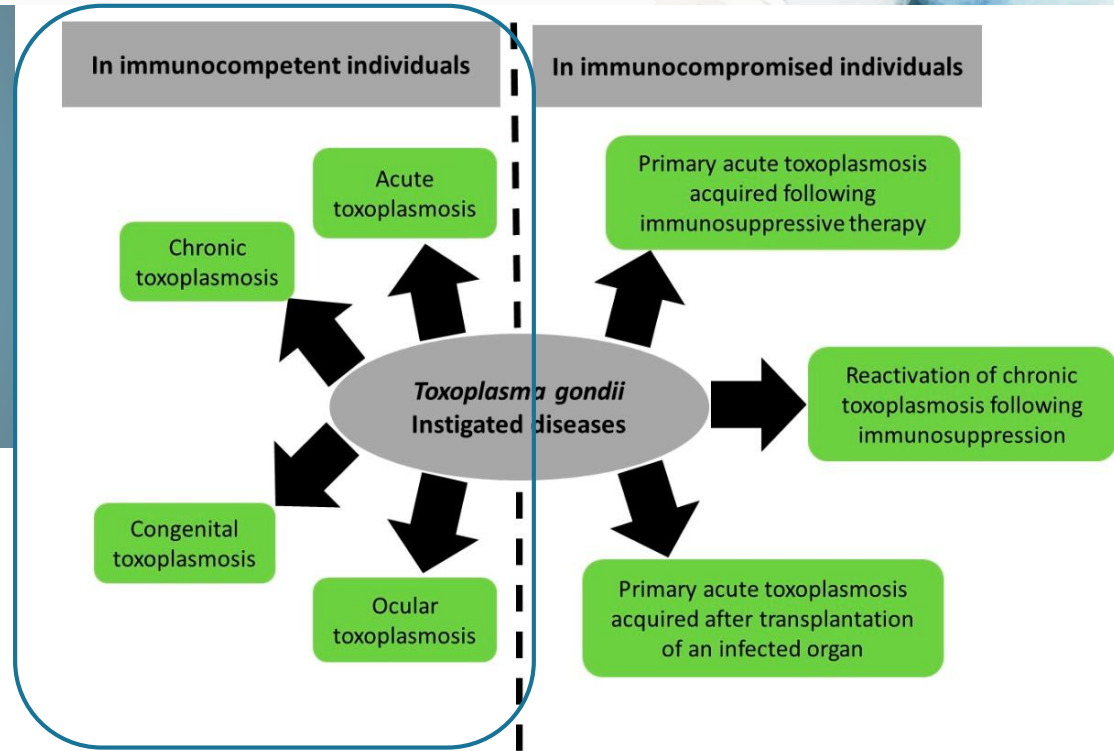 In immunocompetent individuals
In immunocompromised individuals
Acute
toxoplasmosis
Chronic
toxoplasmosis
Congenital
toxoplasmosis
Ocular
toxoplasmosis
Toxoplasma gondii
Instigated diseases
Primary acute toxoplasmosis
acquired following
immunosuppressive therapy
Reactivation of chronic
toxoplasmosis following
immunosuppression
Primary acute toxoplasmosis
acquired after transplantation
of an infected organ